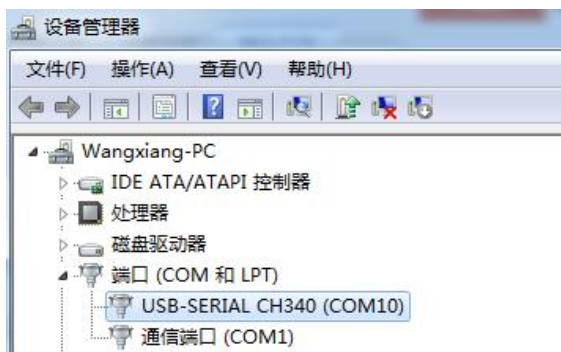 设备管理器
文件(F) 操作(A) 查看(V) 帮助(H)
Wangxiang-PC
IDE ATA/ATAPI 控制器
处理器
磁盘驱动器
端口 (COM 和 LPT)
USB-SERIAL CH340 (COM10)
通信端口 (COM1)